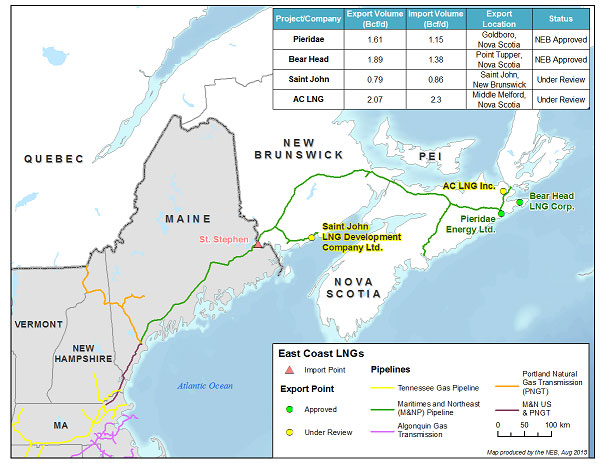 Project/Company Export Volume (Bcf/d) Import Volume (Bcf/d) Export Location Status
Pieridae 1.61 1.15 Goldboro, Nova Scotia NEB Approved
Bear Head 1.89 1.38 Point Tupper, Nova Scotia NEB Approved
Saint John 0.79 0.86 Saint John, New Brunswick Under Review
AC LNG 2.07 2.3 Middle Melford, Nova Scotia Under Review
QUEBEC
NEW
BRUNSWICK
PEI
MAINE
AC LNG Inc.
Bear Head
LNG Corp.
Pieridae
Energy Ltd.
St. Stephen
Saint John
LNG Development
Company Ltd.
NOVA
SCOTIA
VERMONT
NEW
HAMPSHIRE
MA
Atlantic Ocean
East Coast LNGs
Import Point
Export Point
Approved
Under Review
Pipelines
Tennessee Gas Pipeline
Maritimes and Northeast
(M&NP) Pipeline
Algonquin Gas
Transmission
Portland Natural
Gas Transmission
(PNGT)
M&N US
& PNGT
0 50 100 km
Map produced by the NEB, Aug 2015